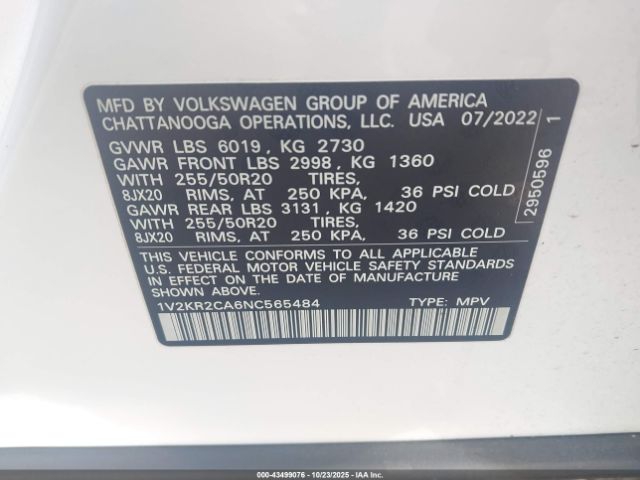 MFD BY VOLKSWAGEN GROUP OF AMERICA
CHATTANOOGA OPERATIONS, LLC. USA 07/2022
GVWR LBS 6019, KG 2730
GAWR FRONT LBS 2998, KG 1360
WITH 255/50R20 TIRES,
8JX20 RIMS, AT 250 KPA, 36 PSI COLD
GAWR REAR LBS 3131, KG 1420
WITH 255/50R20 TIRES,
8JX20 RIMS, AT 250 KPA, 36 PSI COLD
THIS VEHICLE CONFORMS TO ALL APPLICABLE
U.S. FEDERAL MOTOR VEHICLE SAFETY STANDARDS
IN EFFECT ON THE DATE OF MANUFACTURE
SHOWN ABOVE.
1V2KR2CA6NC565484 TYPE: MPV
2950596 1
000-43499076 - 10/23/2025 - IAA, Inc.